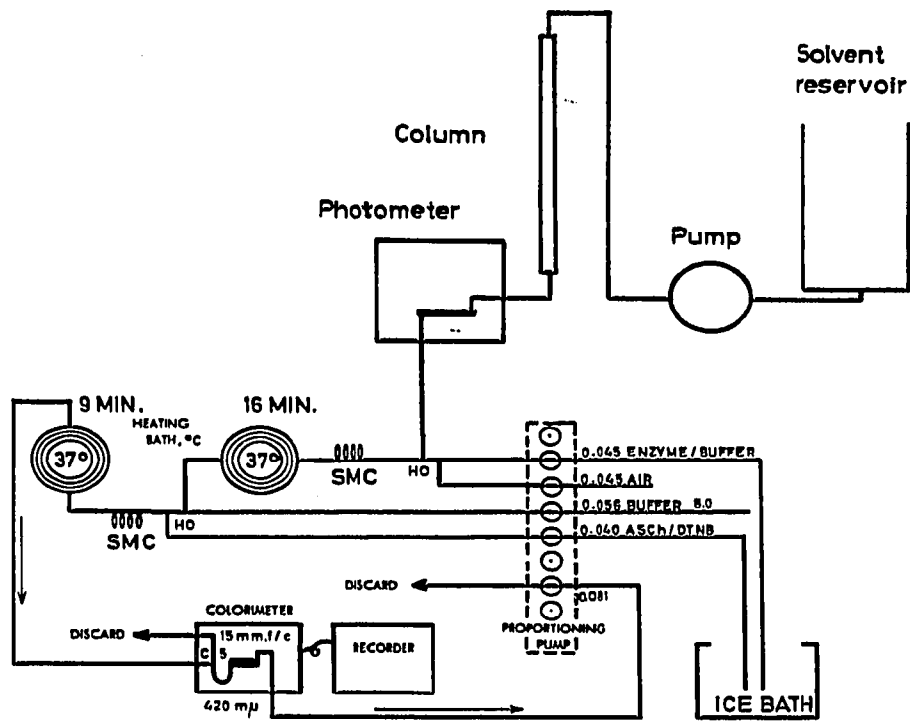 Solvent
reservoir
Column
Photometer
Pump
9 MIN.
HEATING
BATH, °C
16 MIN.
37°
37°
SMC
HO
0.045 ENZYME/BUFFER
0.045 AIR
0.056 BUFFER 8.0
0.040 ASCh/DTNB
HO
SMC
DISCARD
0.081
PROPORTIONING
PUMP
COLORIMETER
DISCARD
15 mm. f/c
C 5
RECORDER
420 mμ
ICE BATH